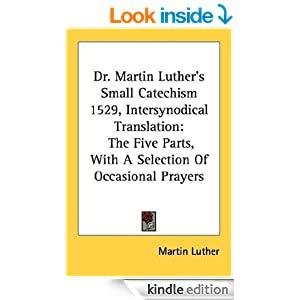 Look inside
Dr. Martin Luther's
Small Catechism
1529, Intersynodical
Translation:
The Five Parts,
With A Selection Of
Occasional Prayers
Martin Luther
kindle edition